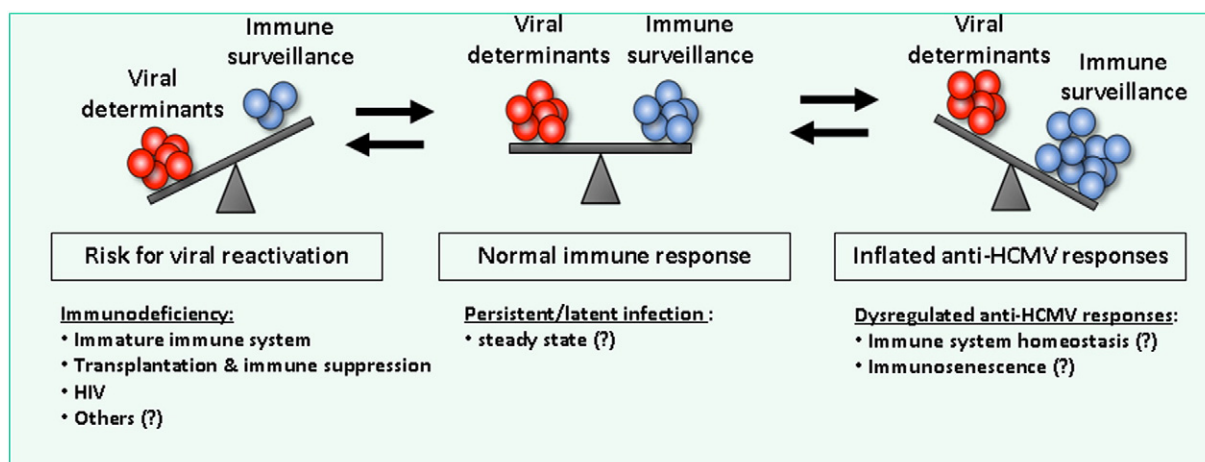 Viral
determinants
Immune
surveillance
Risk for viral reactivation
Immunodeficiency:
• Immature immune system
• Transplantation & immune suppression
• HIV
• Others (?)
Viral
determinants
Immune
surveillance
Normal immune response
Persistent/latent infection :
• steady state (?)
Viral
determinants
Immune
surveillance
Inflated anti-HCMV responses
Dysregulated anti-HCMV responses:
• Immune system homeostasis (?)
• Immunosenescence (?)